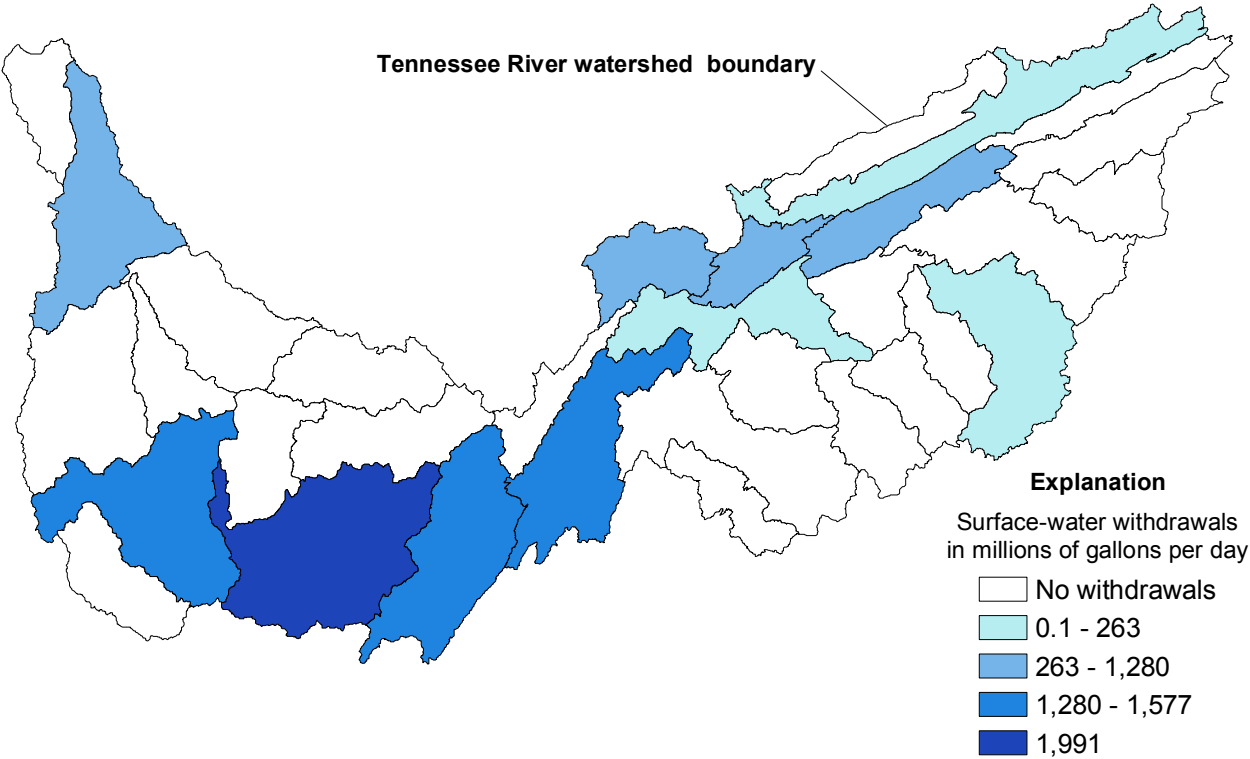 Tennessee River watershed boundary
Explanation
Surface-water withdrawals
in millions of gallons per day
No withdrawals
0.1 - 263
263 - 1,280
1,280 - 1,577
1,991